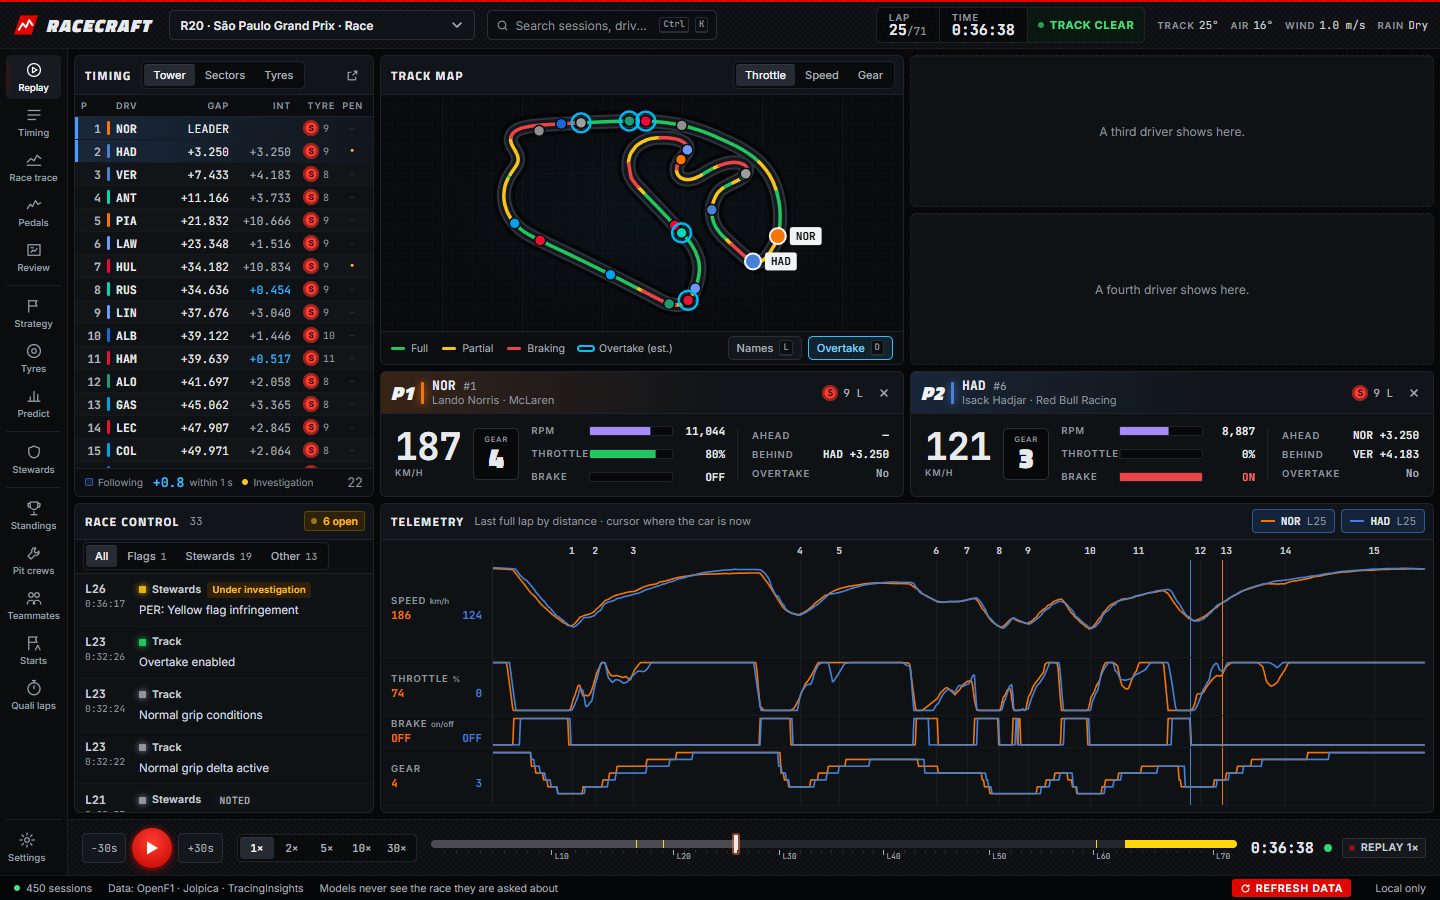 RACECRAFT
R20 · São Paulo Grand Prix · Race
Search sessions, driv... Ctrl K
LAP 25/71
TIME 0:36:38
TRACK CLEAR
TRACK 25° AIR 16° WIND 1.0 m/s RAIN Dry
Replay
Timing
Race trace
Pedals
Review
Strategy
Tyres
Predict
Stewards
Standings
Pit crews
Teammates
Starts
Quali laps
Settings
TIMING Tower Sectors Tyres
P DRV GAP INT TYRE PEN
1 NOR LEADER S 9 –
2 HAD +3.250 +3.250 S 9 •
3 VER +7.433 +4.183 S 8 –
4 ANT +11.166 +3.733 S 8 –
5 PIA +21.832 +10.666 S 9 –
6 LAW +23.348 +1.516 S 9 –
7 HUL +34.182 +10.834 S 9 •
8 RUS +34.636 +0.454 S 9 –
9 LIN +37.676 +3.040 S 9 –
10 ALB +39.122 +1.446 S 10 –
11 HAM +39.639 +0.517 S 11 –
12 ALO +41.697 +2.058 S 8 –
13 GAS +45.062 +3.365 S 8 –
14 LEC +47.907 +2.845 S 9 –
15 COL +49.971 +2.064 S 8 –
Following +0.8 within 1 s Investigation 22
TRACK MAP Throttle Speed Gear
NOR
HAD
Full Partial Braking Overtake (est.) Names L Overtake D
A third driver shows here.
A fourth driver shows here.
P1 NOR #1
Lando Norris · McLaren
S 9 L ×
187 KM/H
GEAR 4
RPM 11,044
THROTTLE 80%
BRAKE OFF
AHEAD –
BEHIND HAD +3.250
OVERTAKE No
P2 HAD #6
Isack Hadjar · Red Bull Racing
S 9 L ×
121 KM/H
GEAR 3
RPM 8,887
THROTTLE 0%
BRAKE ON
AHEAD NOR +3.250
BEHIND VER +4.183
OVERTAKE No
RACE CONTROL 33 6 open
All Flags 1 Stewards 19 Other 13
L26 Stewards Under investigation
0:36:17 PER: Yellow flag infringement
L23 Track
0:32:26 Overtake enabled
L23 Track
0:32:24 Normal grip conditions
L23 Track
0:32:22 Normal grip delta active
L21 Stewards NOTED
TELEMETRY Last full lap by distance · cursor where the car is now NOR L25 HAD L25
1 2 3 4 5 6 7 8 9 10 11 12 13 14 15
SPEED km/h
186 124
THROTTLE %
74 0
BRAKE on/off
OFF OFF
GEAR
4 3
-30s +30s 1× 2× 5× 10× 30×
L10 L20 L30 L40 L50 L60 L70
0:36:38 REPLAY 1×
450 sessions Data: OpenF1 · Jolpica · TracingInsights Models never see the race they are asked about REFRESH DATA Local only